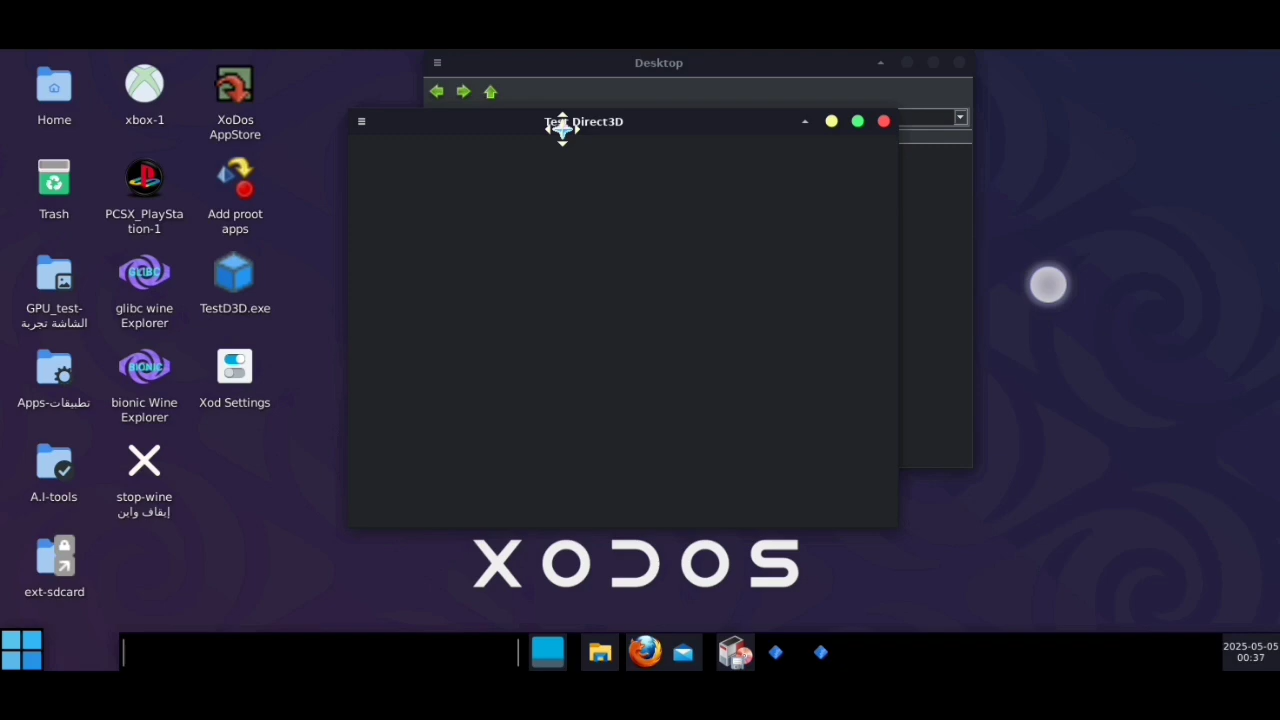 Desktop
Test Direct3D
Home
xbox-1
XoDos
AppStore
Trash
PCSX_PlaySta
tion-1
Add proot
apps
GPU_test-
الشاشة تجربة
GLIBC
glibc wine
Explorer
TestD3D.exe
Apps-تطبيقات
BIONIC
bionic Wine
Explorer
Xod Settings
A.I-tools
stop-wine
إيقاف واين
ext-sdcard
XODOS
2025-05-05
00:37